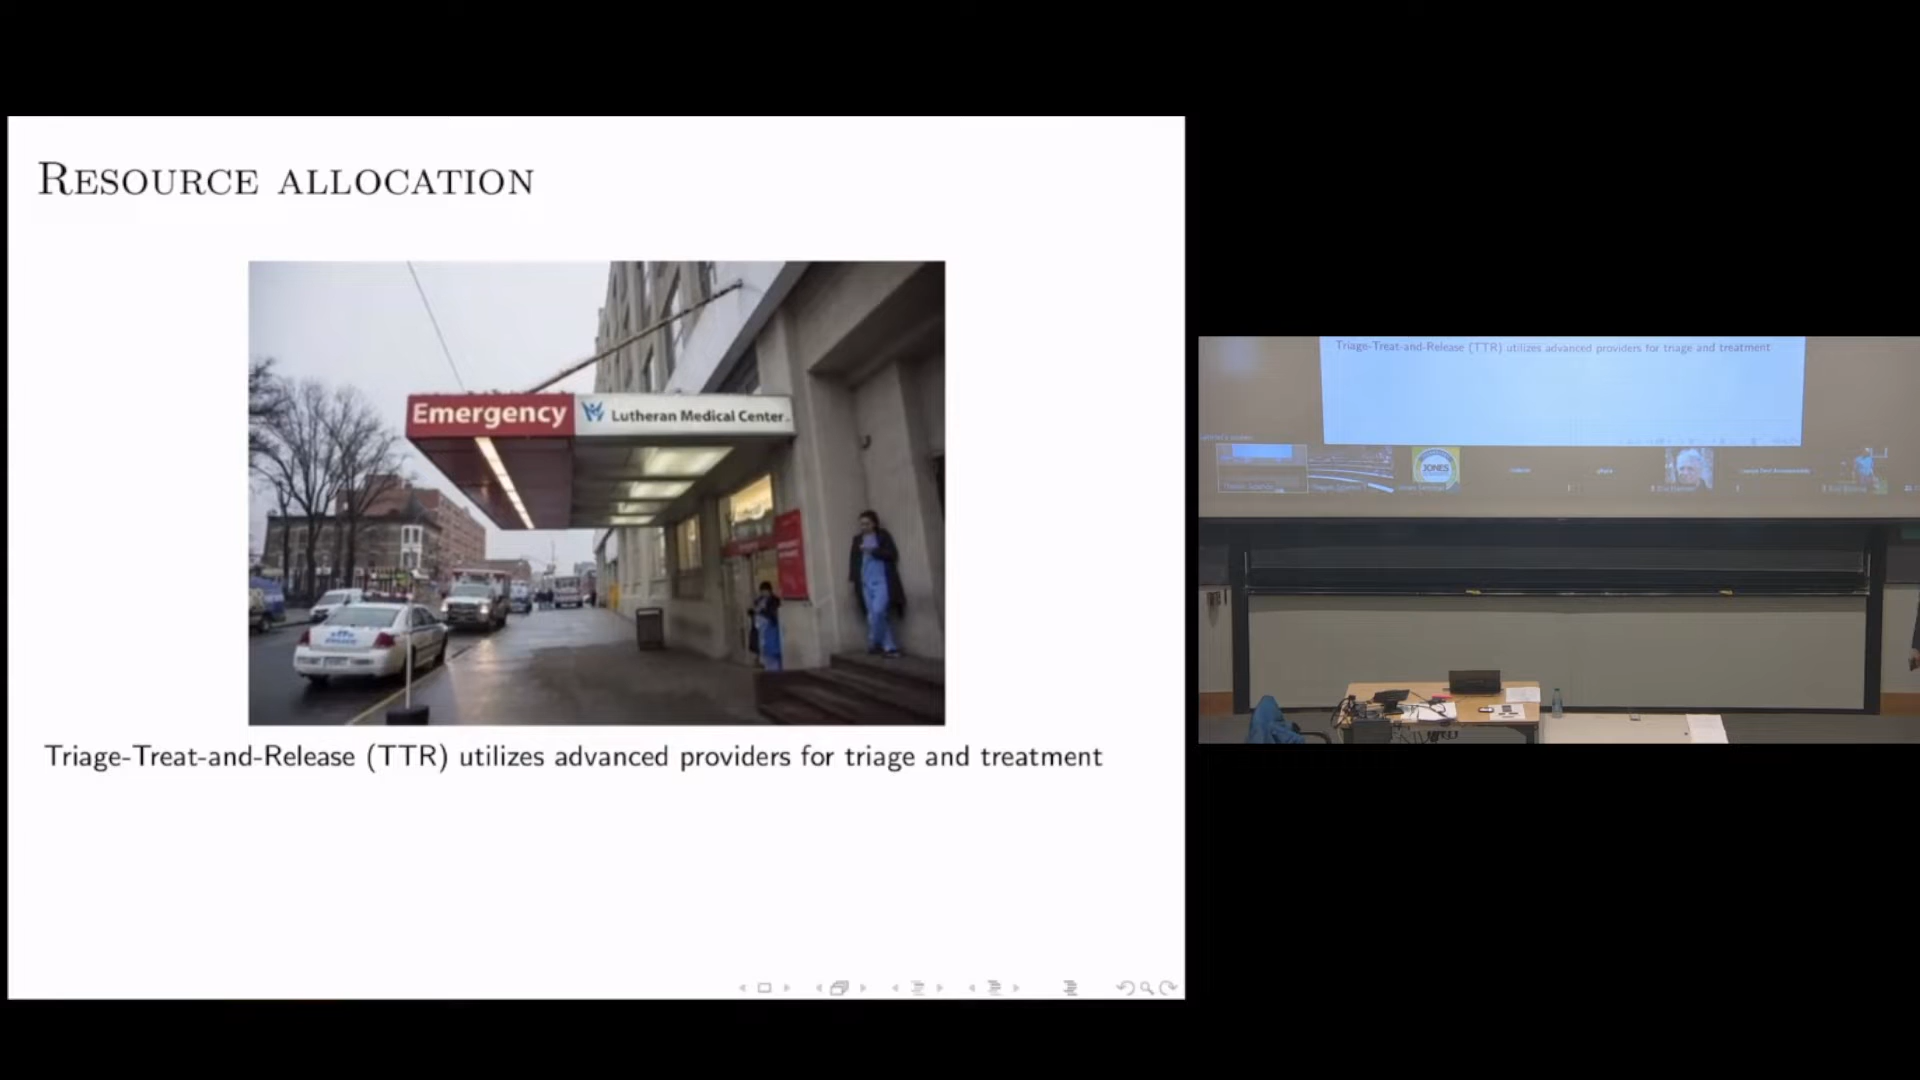 RESOURCE ALLOCATION
Emergency
Lutheran Medical Center
Triage-Treat-and-Release (TTR) utilizes advanced providers for triage and treatment
Triage-Treat-and-Release (TTR) utilizes advanced providers for triage and treatment
JONES